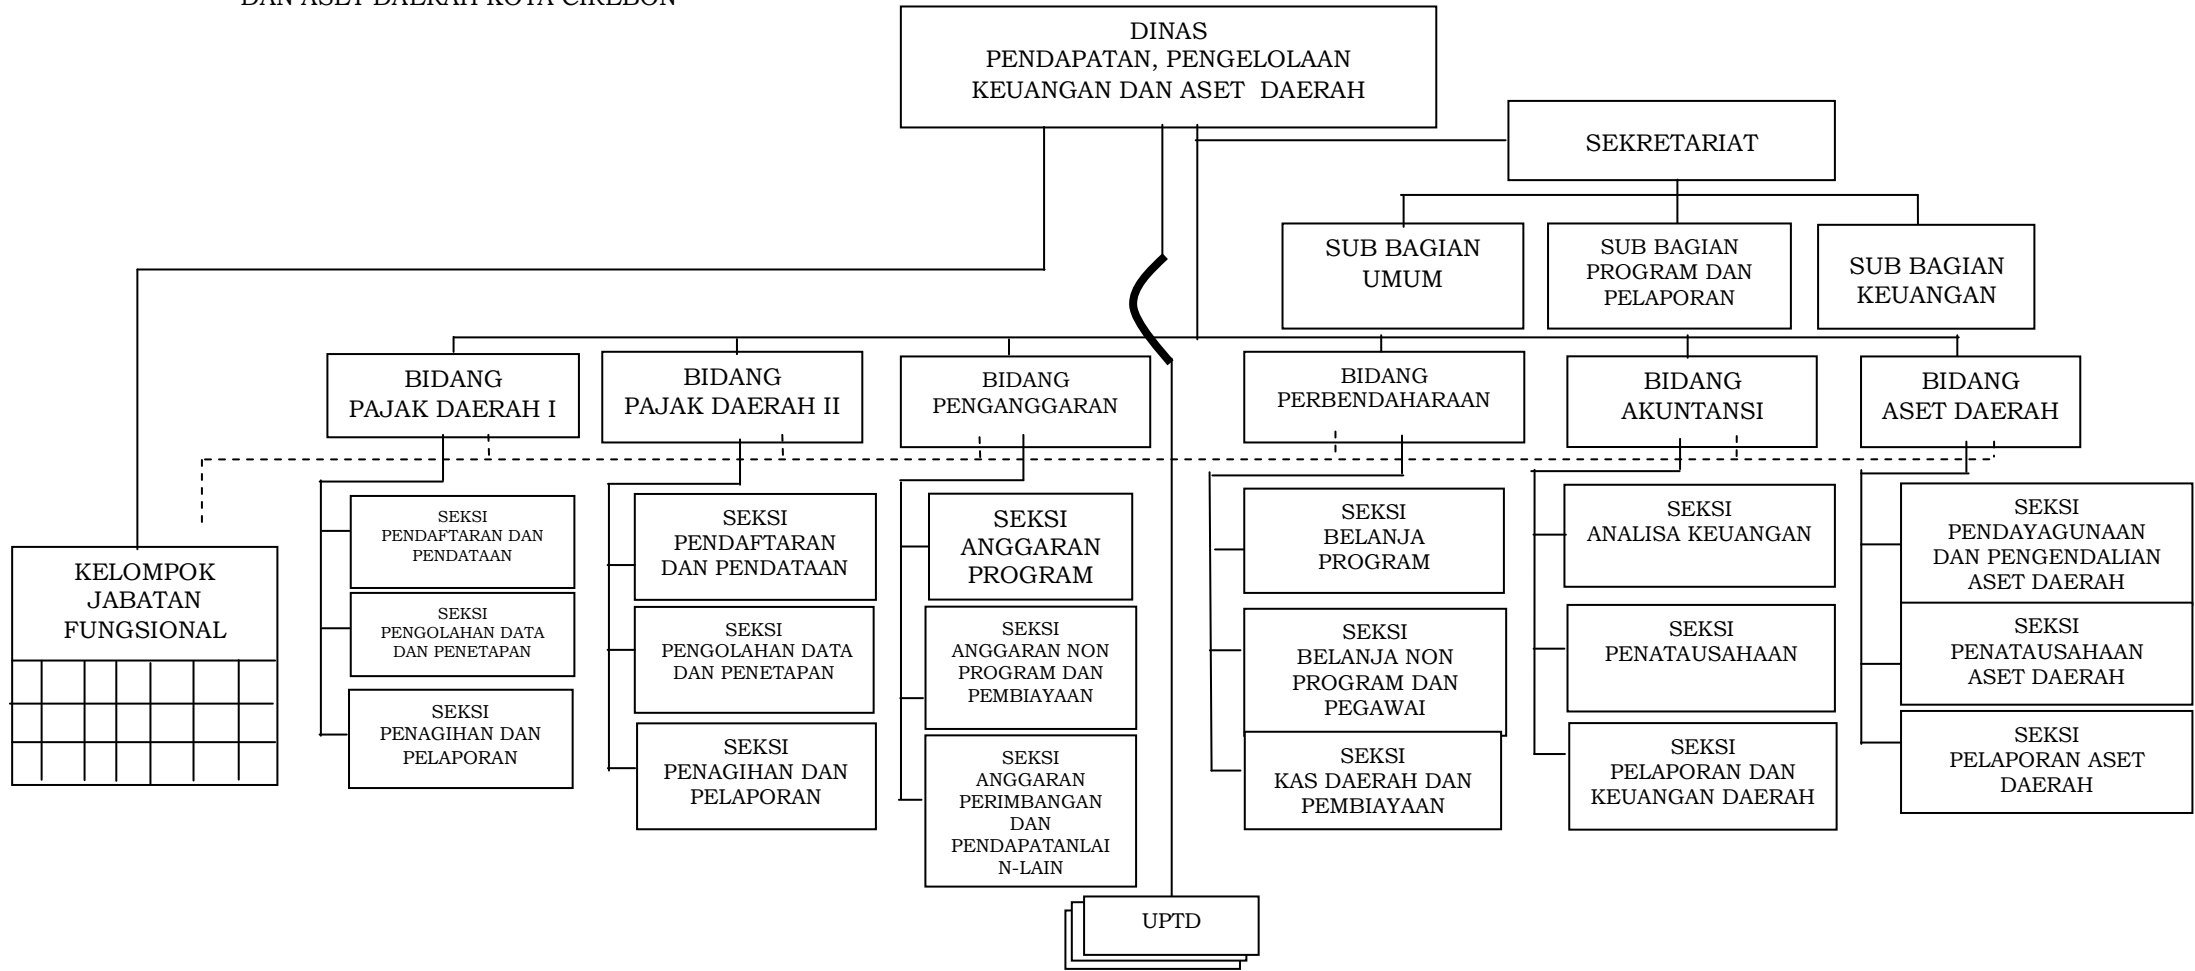 DAN ASET DAERAH KOTA CIREBON
DINAS
PENDAPATAN, PENGELOLAAN
KEUANGAN DAN ASET DAERAH
SEKRETARIAT
SUB BAGIAN
UMUM
SUB BAGIAN
PROGRAM DAN
PELAPORAN
SUB BAGIAN
KEUANGAN
BIDANG
PAJAK DAERAH I
BIDANG
PAJAK DAERAH II
BIDANG
PENGANGGARAN
BIDANG
PERBENDAHARAAN
BIDANG
AKUNTANSI
BIDANG
ASET DAERAH
KELOMPOK
JABATAN
FUNGSIONAL
SEKSI
PENDAFTARAN DAN
PENDATAAN
SEKSI
PENGOLAHAN DATA
DAN PENETAPAN
SEKSI
PENAGIHAN DAN
PELAPORAN
SEKSI
PENDAFTARAN
DAN PENDATAAN
SEKSI
PENGOLAHAN DATA
DAN PENETAPAN
SEKSI
PENAGIHAN DAN
PELAPORAN
SEKSI
ANGGARAN
PROGRAM
SEKSI
ANGGARAN NON
PROGRAM DAN
PEMBIAYAAN
SEKSI
ANGGARAN
PERIMBANGAN
DAN
PENDAPATANLAI
N-LAIN
SEKSI
BELANJA
PROGRAM
SEKSI
BELANJA NON
PROGRAM DAN
PEGAWAI
SEKSI
KAS DAERAH DAN
PEMBIAYAAN
SEKSI
ANALISA KEUANGAN
SEKSI
PENATAUSAHAAN
SEKSI
PELAPORAN DAN
KEUANGAN DAERAH
SEKSI
PENDAYAGUNAAN
DAN PENGENDALIAN
ASET DAERAH
SEKSI
PENATAUSAHAAN
ASET DAERAH
SEKSI
PELAPORAN ASET
DAERAH
UPTD